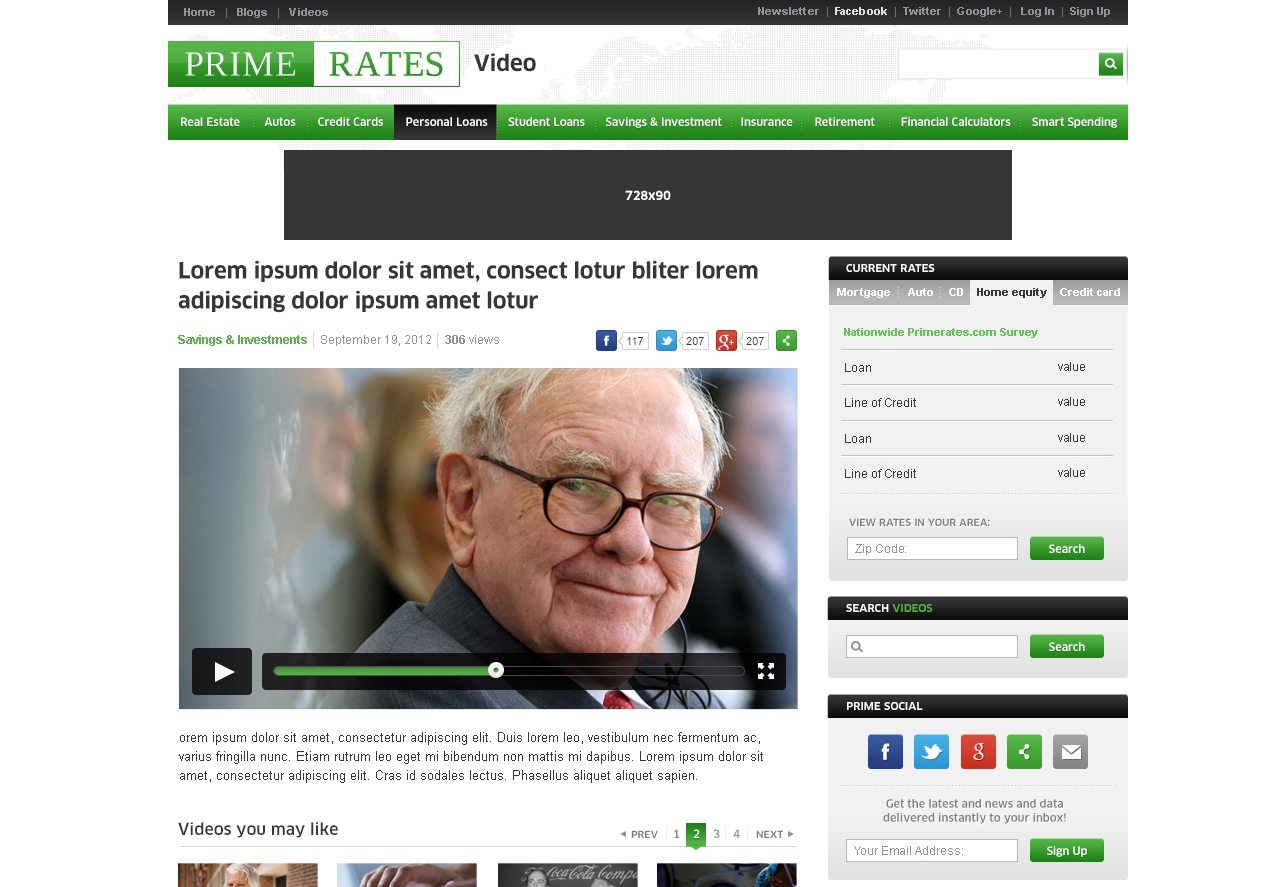 Home | Blogs | Videos
Newsletter | Facebook | Twitter | Google+ | Log In | Sign Up
PRIME RATES Video
Real Estate Autos Credit Cards Personal Loans Student Loans Savings & Investment Insurance Retirement Financial Calculators Smart Spending
728x90
Lorem ipsum dolor sit amet, consect lotur bliter lorem
adipiscing dolor ipsum amet lotur
Savings & Investments | September 19, 2012 | 306 views
f 117 207 g+ 207
orem ipsum dolor sit amet, consectetur adipiscing elit. Duis lorem leo, vestibulum nec fermentum ac,
varius fringilla nunc. Etiam rutrum leo eget mi bibendum non mattis mi dapibus. Lorem ipsum dolor sit
amet, consectetur adipiscing elit. Cras id sodales lectus. Phasellus aliquet aliquet sapien.
Videos you may like
PREV 1 2 3 4 NEXT
Coca-Cola Company
CURRENT RATES
Mortgage Auto CD Home equity Credit card
Nationwide Primerates.com Survey
Loan value
Line of Credit value
Loan value
Line of Credit value
VIEW RATES IN YOUR AREA:
Zip Code: Search
SEARCH VIDEOS
Search
PRIME SOCIAL
f g
Get the latest and news and data
delivered instantly to your inbox!
Your Email Address: Sign Up